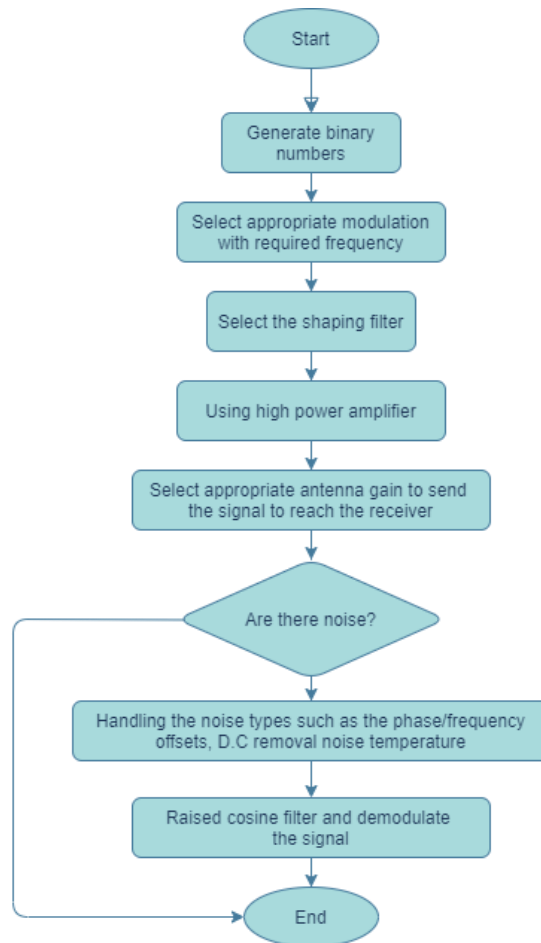 Start
Generate binary
numbers
Select appropriate modulation
with required frequency
Select the shaping filter
Using high power amplifier
Select appropriate antenna gain to send
the signal to reach the receiver
Are there noise?
Handling the noise types such as the phase/frequency
offsets, D.C removal noise temperature
Raised cosine filter and demodulate
the signal
End